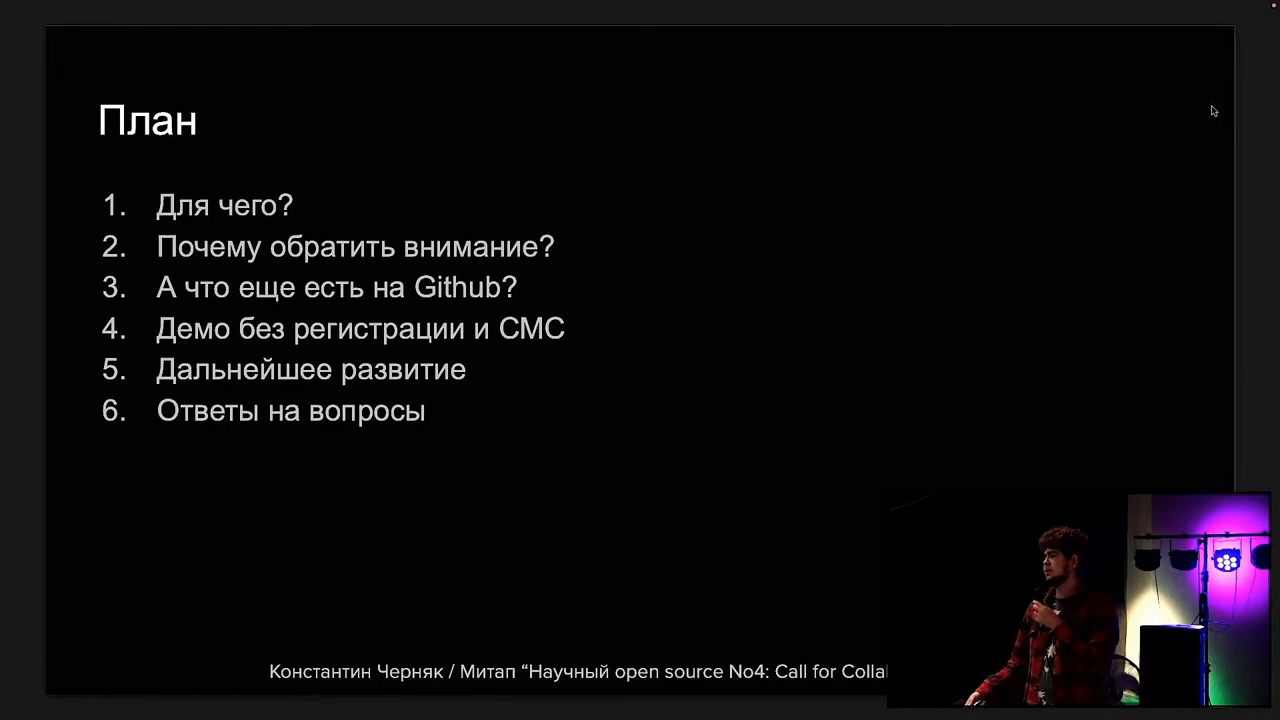 План
1. Для чего?
2. Почему обратить внимание?
3. А что еще есть на Github?
4. Демо без регистрации и СМС
5. Дальнейшее развитие
6. Ответы на вопросы
Константин Черняк / Митап “Научный open source No4: Call for